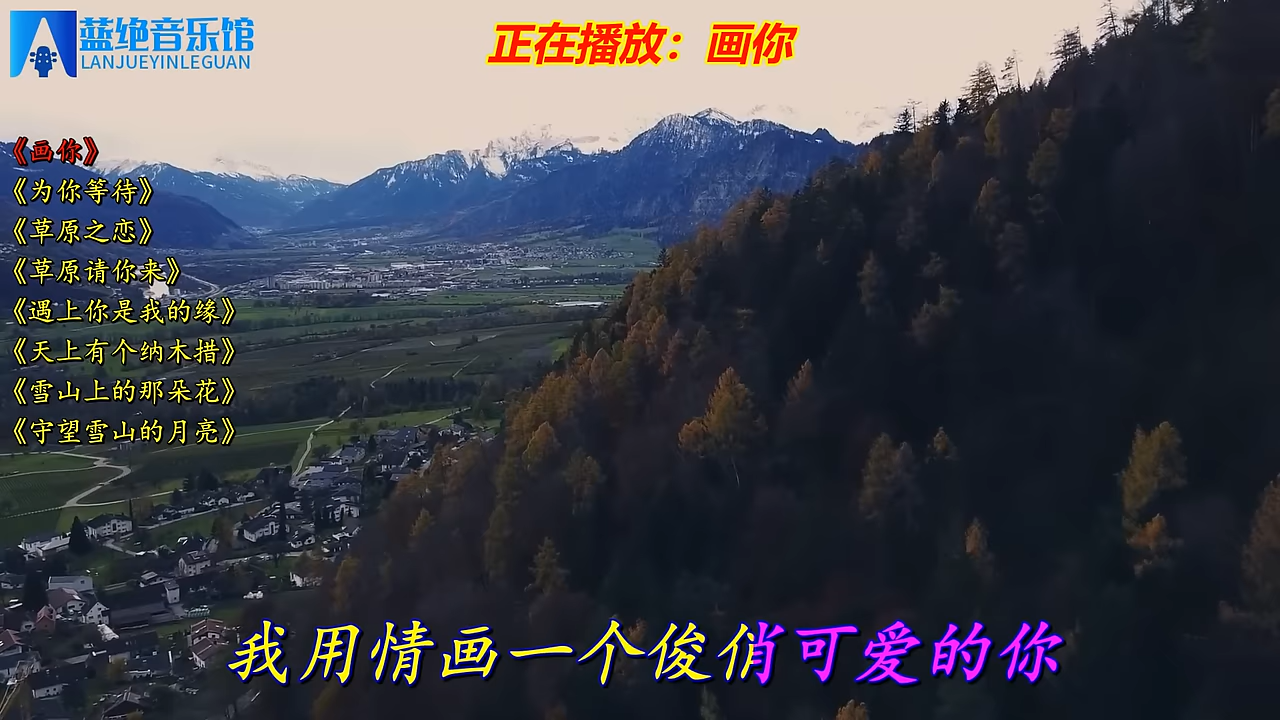 蓝绝音乐馆
LANJUEYINLEGUAN
正在播放：画你
《画你》
《为你等待》
《草原之恋》
《草原请你来》
《遇上你是我的缘》
《天上有个纳木措》
《雪山上的那朵花》
《守望雪山的月亮》
我用情画一个俊俏可爱的你